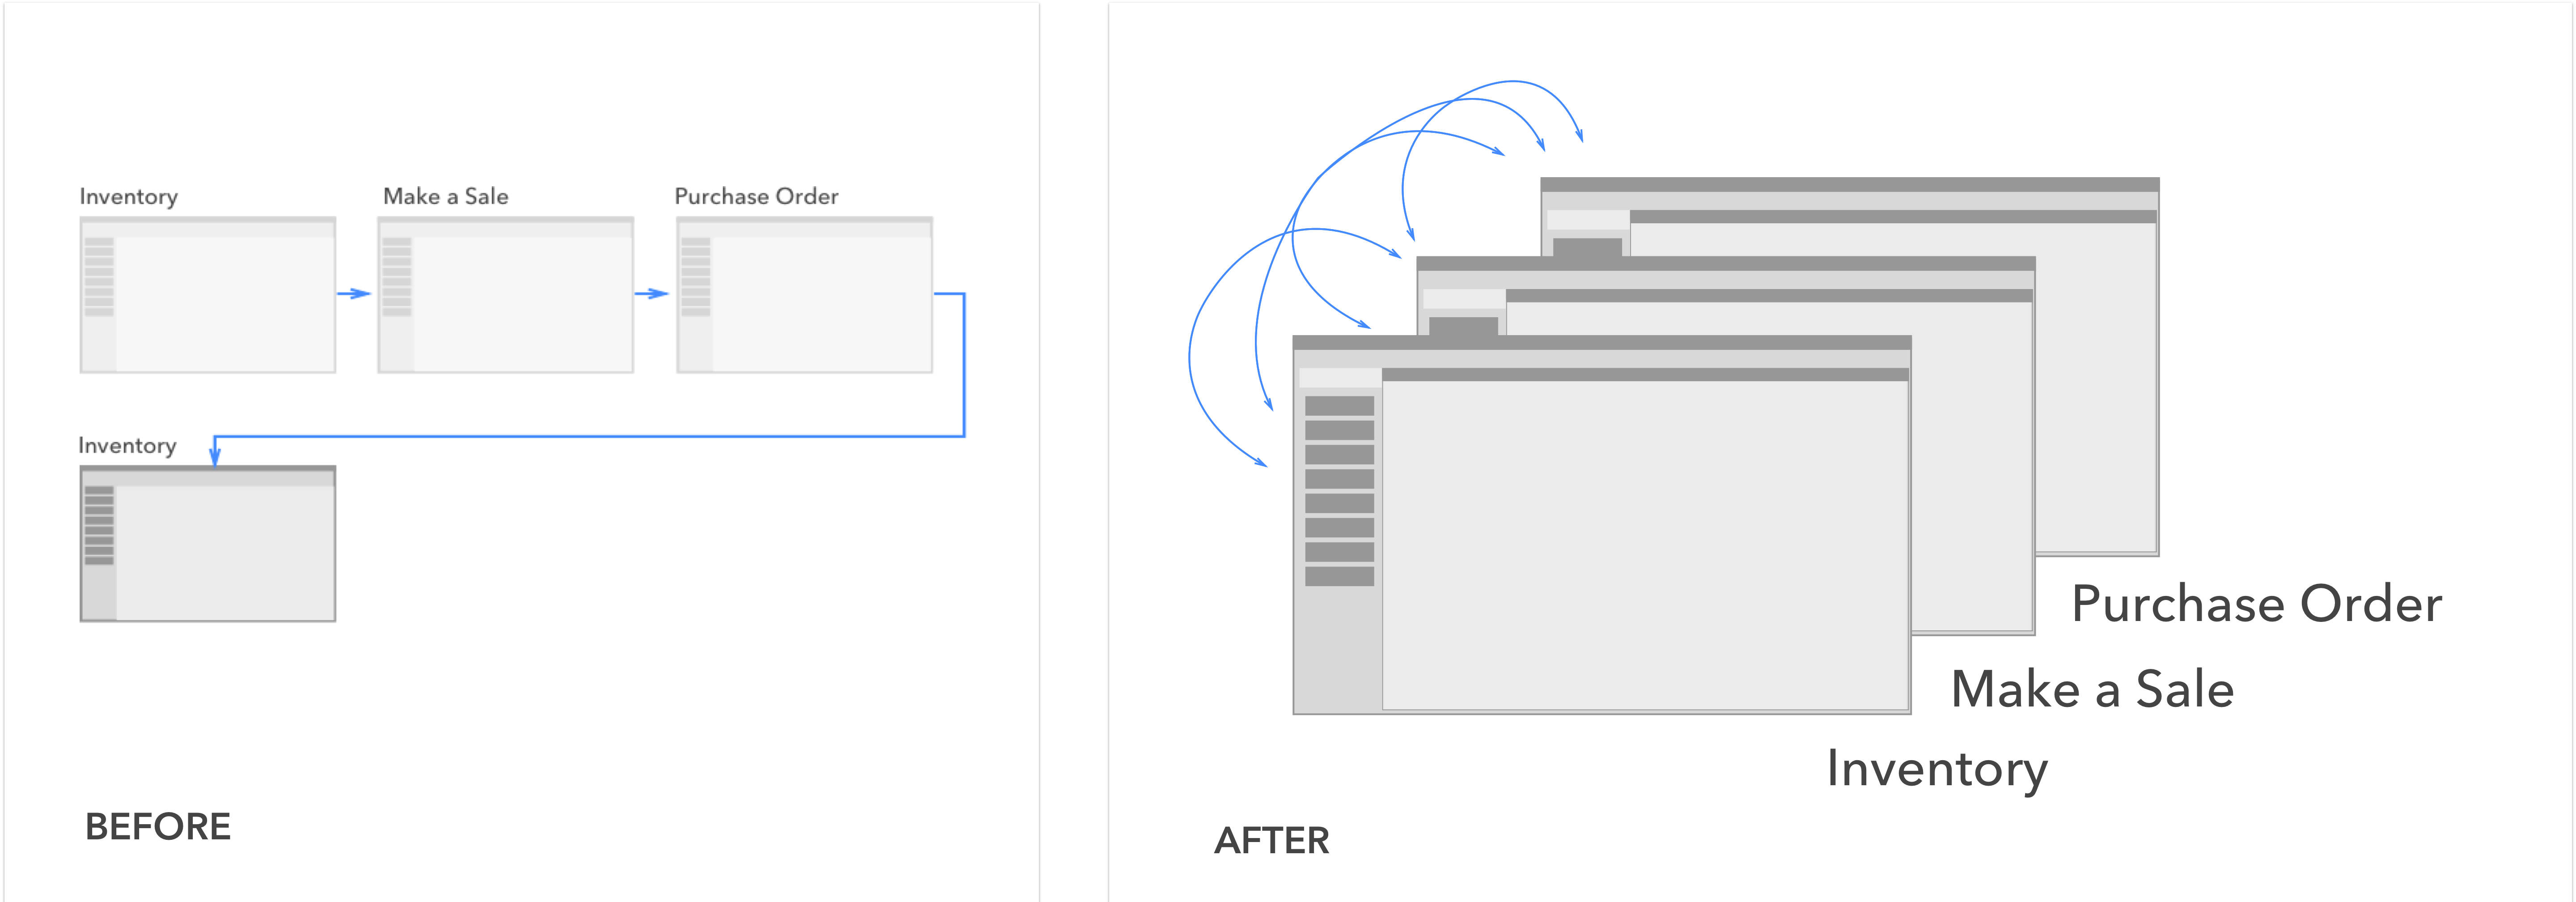 Inventory
Make a Sale
Purchase Order
Inventory
BEFORE
Purchase Order
Make a Sale
Inventory
AFTER